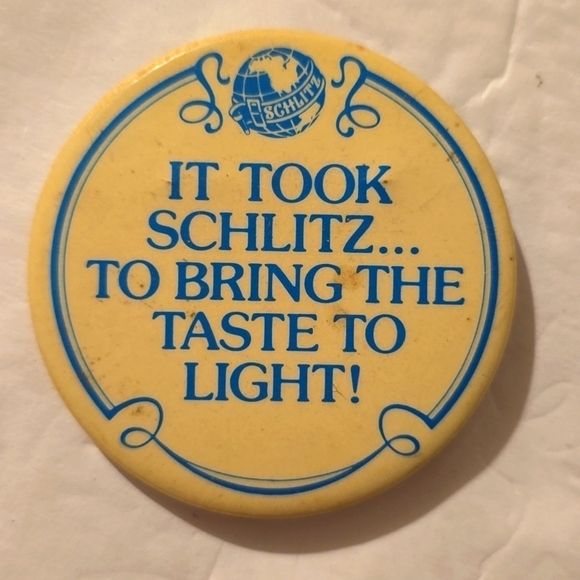 SCHLITZ
IT TOOK
SCHLITZ...
TO BRING THE
TASTE TO
LIGHT!